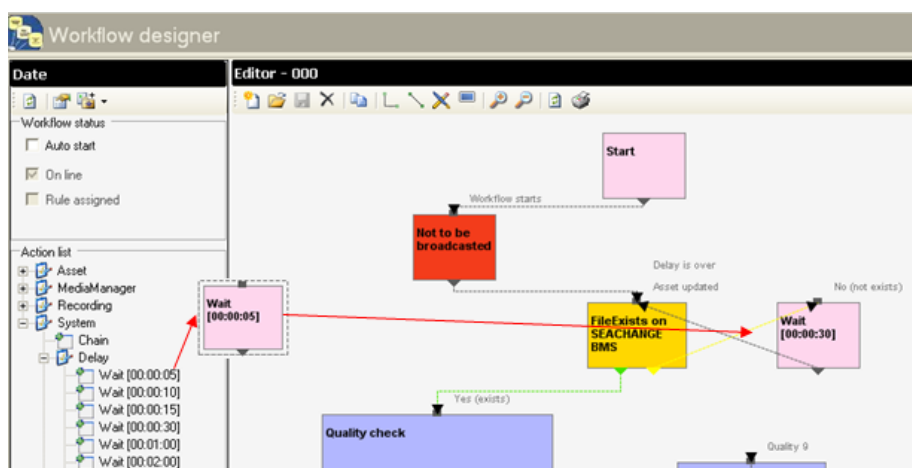 Workflow designer
Date
Editor - 000
Workflow status
Auto start
On line
Rule assigned
Action list
Asset
MediaManager
Recording
System
Chain
Delay
Wait [00:00:05]
Wait [00:00:10]
Wait [00:00:15]
Wait [00:00:30]
Wait [00:01:00]
Wait [00:02:00]
Wait
[00:00:05]
Start
Workflow starts
Not to be
broadcasted
Delay is over
Asset updated
No (not exists)
FileExists on
SEACHANGE
BMS
Wait
[00:00:30]
Yes (exists)
Quality check
Quality 9